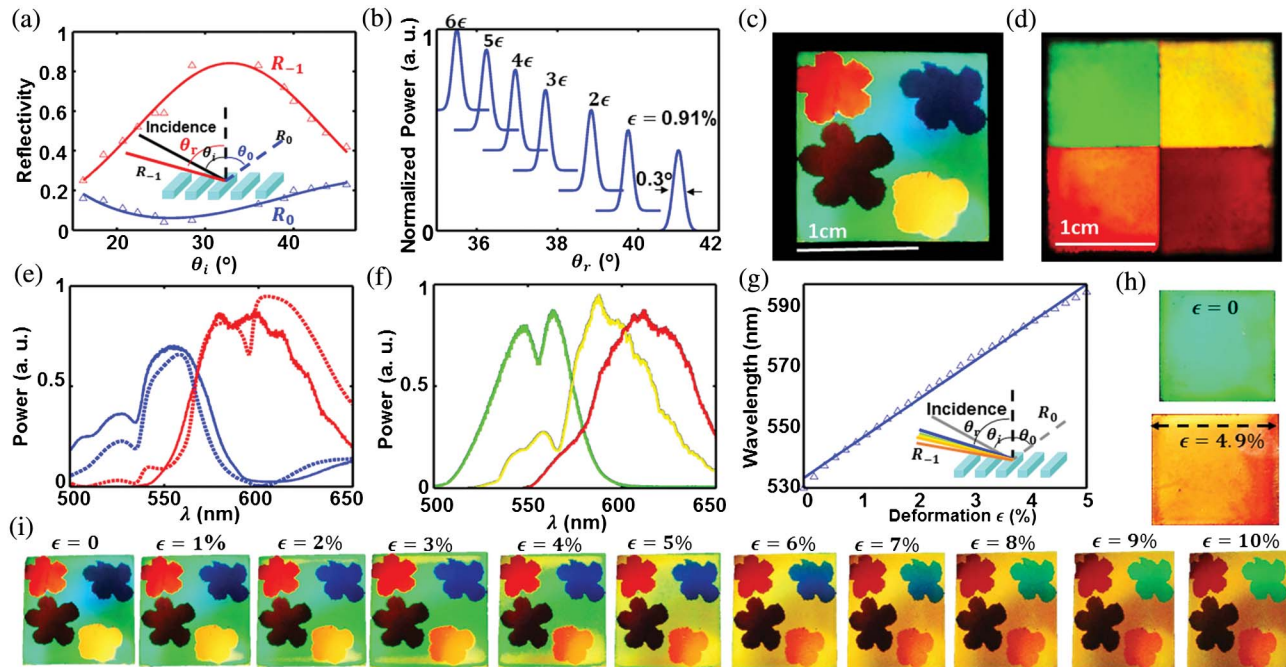 (a)
1
0.8
0.6
0.4
0.2
0
Reflectivity
R₋₁
Incidence
θr
θi
θ0
R0
R₋₁
R0
20 30 40
θi (°)
(b)
1
0
Normalized Power (a. u.)
6ϵ
5ϵ
4ϵ
3ϵ
2ϵ
ϵ = 0.91%
0.3°
36 38 40 42
θr (°)
(c)
1cm
(d)
1cm
(e)
1
0.5
0
Power (a. u.)
500 550 600 650
λ (nm)
(f)
1
0.5
0
Power (a. u.)
500 550 600 650
λ (nm)
(g)
590
570
550
530
Wavelength (nm)
Incidence
θr
θi
θ0
R0
R₋₁
0 1 2 3 4 5
Deformation ϵ (%)
(h)
ϵ = 0
ϵ = 4.9%
(i)
ϵ = 0 ϵ = 1% ϵ = 2% ϵ = 3% ϵ = 4% ϵ = 5% ϵ = 6% ϵ = 7% ϵ = 8% ϵ = 9% ϵ = 10%